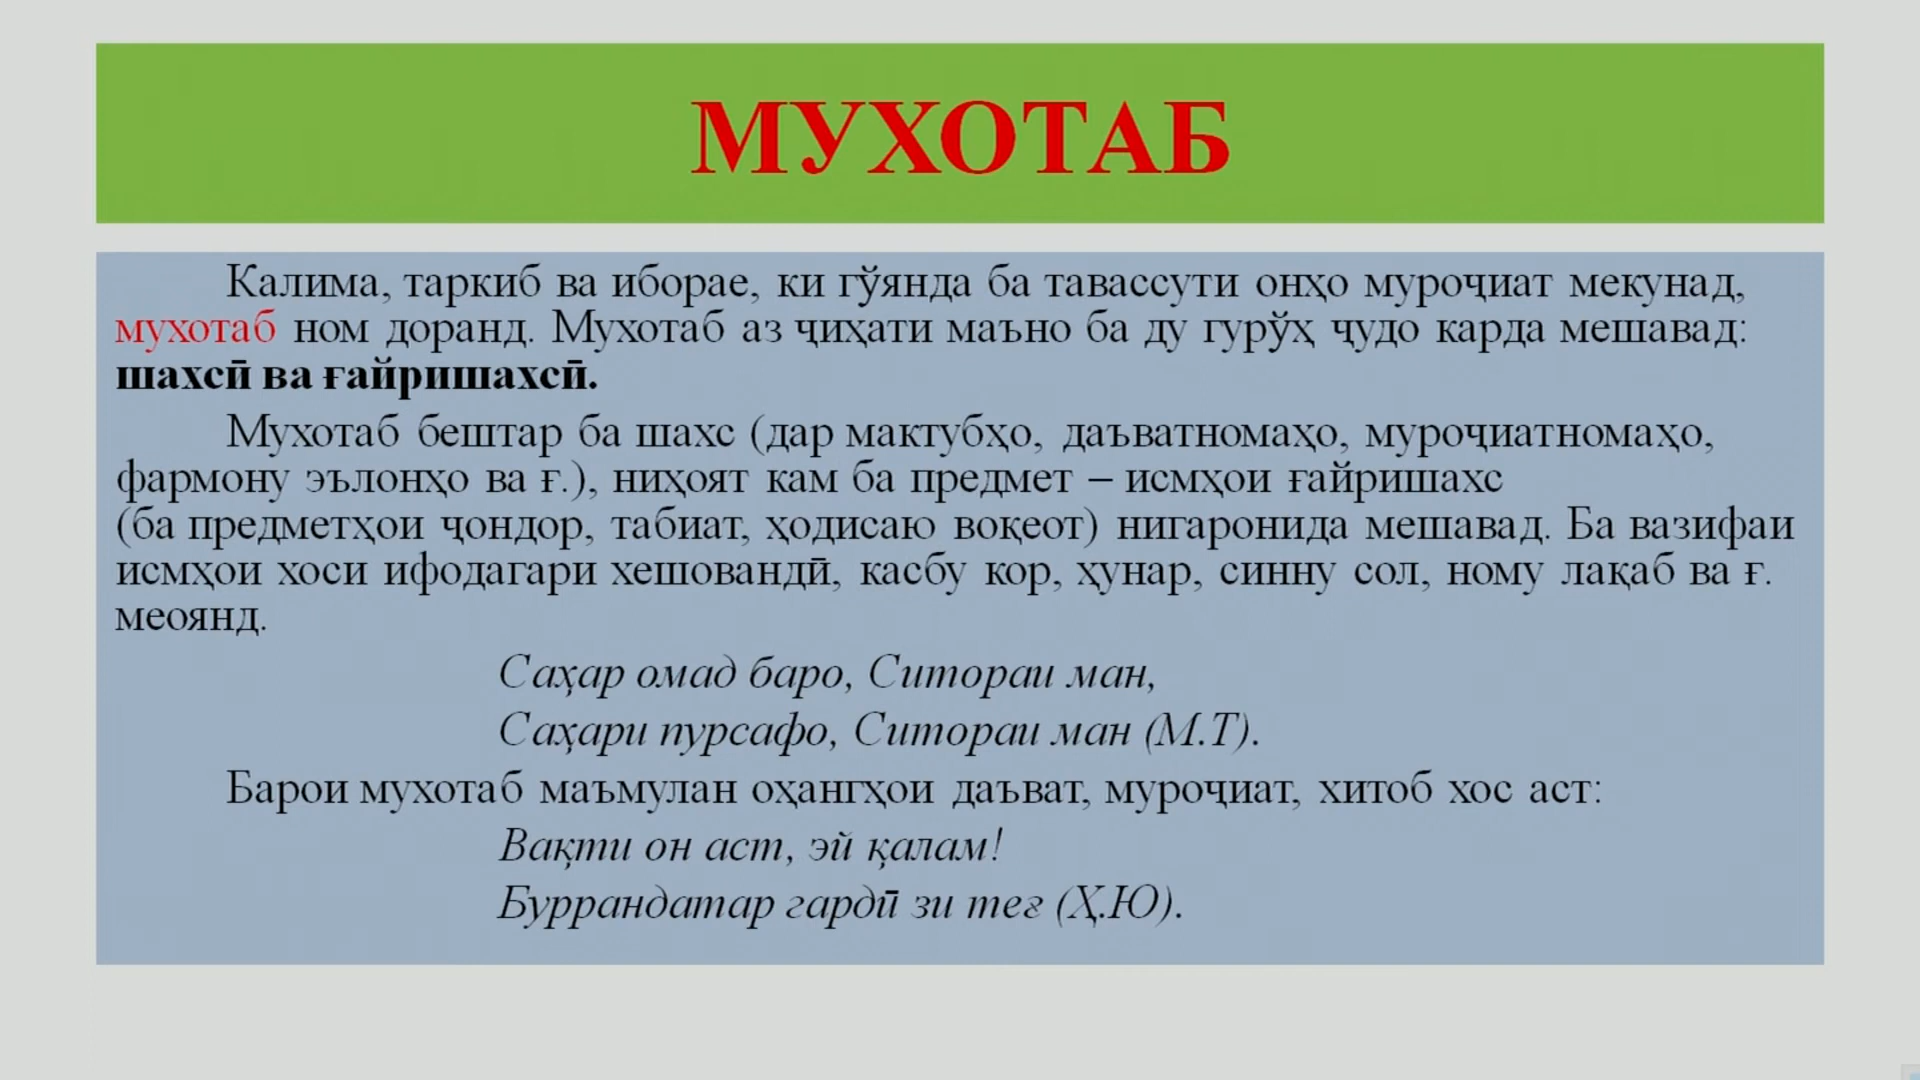 МУХОТАБ
Калима, таркиб ва иборае, ки гӯянда ба тавассути онҳо муроҷиат мекунад,
мухотаб ном доранд. Мухотаб аз ҷиҳати маъно ба ду гурӯҳ ҷудо карда мешавад:
шахсӣ ва ғайришахсӣ.
Мухотаб бештар ба шахс (дар мактубҳо, даъватномаҳо, муроҷиатномаҳо,
фармону эълонҳо ва ғ.), ниҳоят кам ба предмет – исмҳои ғайришахс
(ба предметҳои ҷондор, табиат, ҳодисаю воқеот) нигаронида мешавад. Ба вазифаи
исмҳои хоси ифодагари хешовандӣ, касбу кор, ҳунар, синну сол, ному лақаб ва ғ.
меоянд.
Саҳар омад баро, Ситораи ман,
Саҳари пурсафо, Ситораи ман (М.Т).
Барои мухотаб маъмулан оҳангҳои даъват, муроҷиат, хитоб хос аст:
Вақти он аст, эй қалам!
Буррандатар гардӣ зи теғ (Ҳ.Ю).